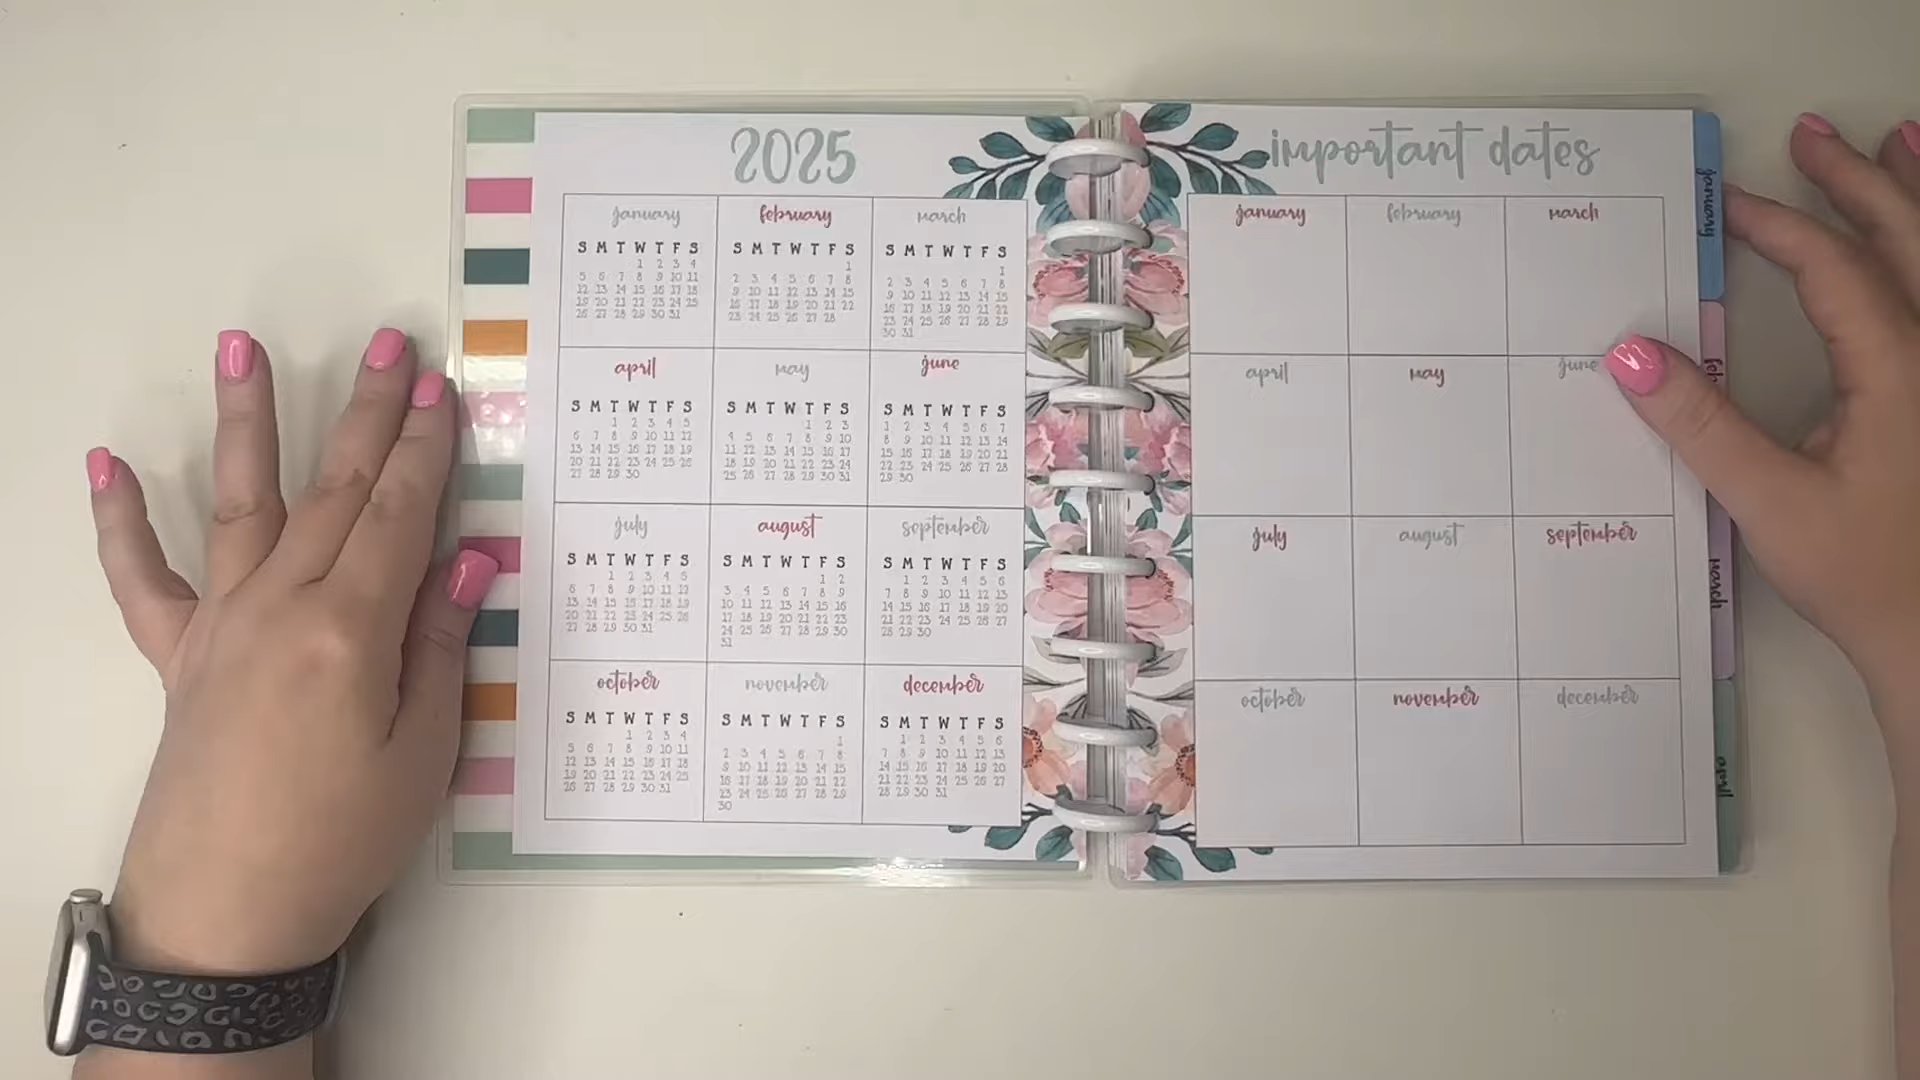 2025
january
S M T W T F S
1 2 3 4
5 6 7 8 9 10 11
12 13 14 15 16 17 18
19 20 21 22 23 24 25
26 27 28 29 30 31
february
S M T W T F S
1
2 3 4 5 6 7 8
9 10 11 12 13 14 15
16 17 18 19 20 21 22
23 24 25 26 27 28
march
S M T W T F S
1
2 3 4 5 6 7 8
9 10 11 12 13 14 15
16 17 18 19 20 21 22
23 24 25 26 27 28 29
30 31
april
S M T W T F S
1 2 3 4 5
6 7 8 9 10 11 12
13 14 15 16 17 18 19
20 21 22 23 24 25 26
27 28 29 30
may
S M T W T F S
1 2 3
4 5 6 7 8 9 10
11 12 13 14 15 16 17
18 19 20 21 22 23 24
25 26 27 28 29 30 31
june
S M T W T F S
1 2 3 4 5 6 7
8 9 10 11 12 13 14
15 16 17 18 19 20 21
22 23 24 25 26 27 28
29 30
july
S M T W T F S
1 2 3 4 5
6 7 8 9 10 11 12
13 14 15 16 17 18 19
20 21 22 23 24 25 26
27 28 29 30 31
august
S M T W T F S
1 2
3 4 5 6 7 8 9
10 11 12 13 14 15 16
17 18 19 20 21 22 23
24 25 26 27 28 29 30
31
september
S M T W T F S
1 2 3 4 5 6
7 8 9 10 11 12 13
14 15 16 17 18 19 20
21 22 23 24 25 26 27
28 29 30
october
S M T W T F S
1 2 3 4
5 6 7 8 9 10 11
12 13 14 15 16 17 18
19 20 21 22 23 24 25
26 27 28 29 30 31
november
S M T W T F S
1
2 3 4 5 6 7 8
9 10 11 12 13 14 15
16 17 18 19 20 21 22
23 24 25 26 27 28 29
30
december
S M T W T F S
1 2 3 4 5 6
7 8 9 10 11 12 13
14 15 16 17 18 19 20
21 22 23 24 25 26 27
28 29 30 31
important dates
january february march
april may june
july august september
october november december
january
feb
march
april